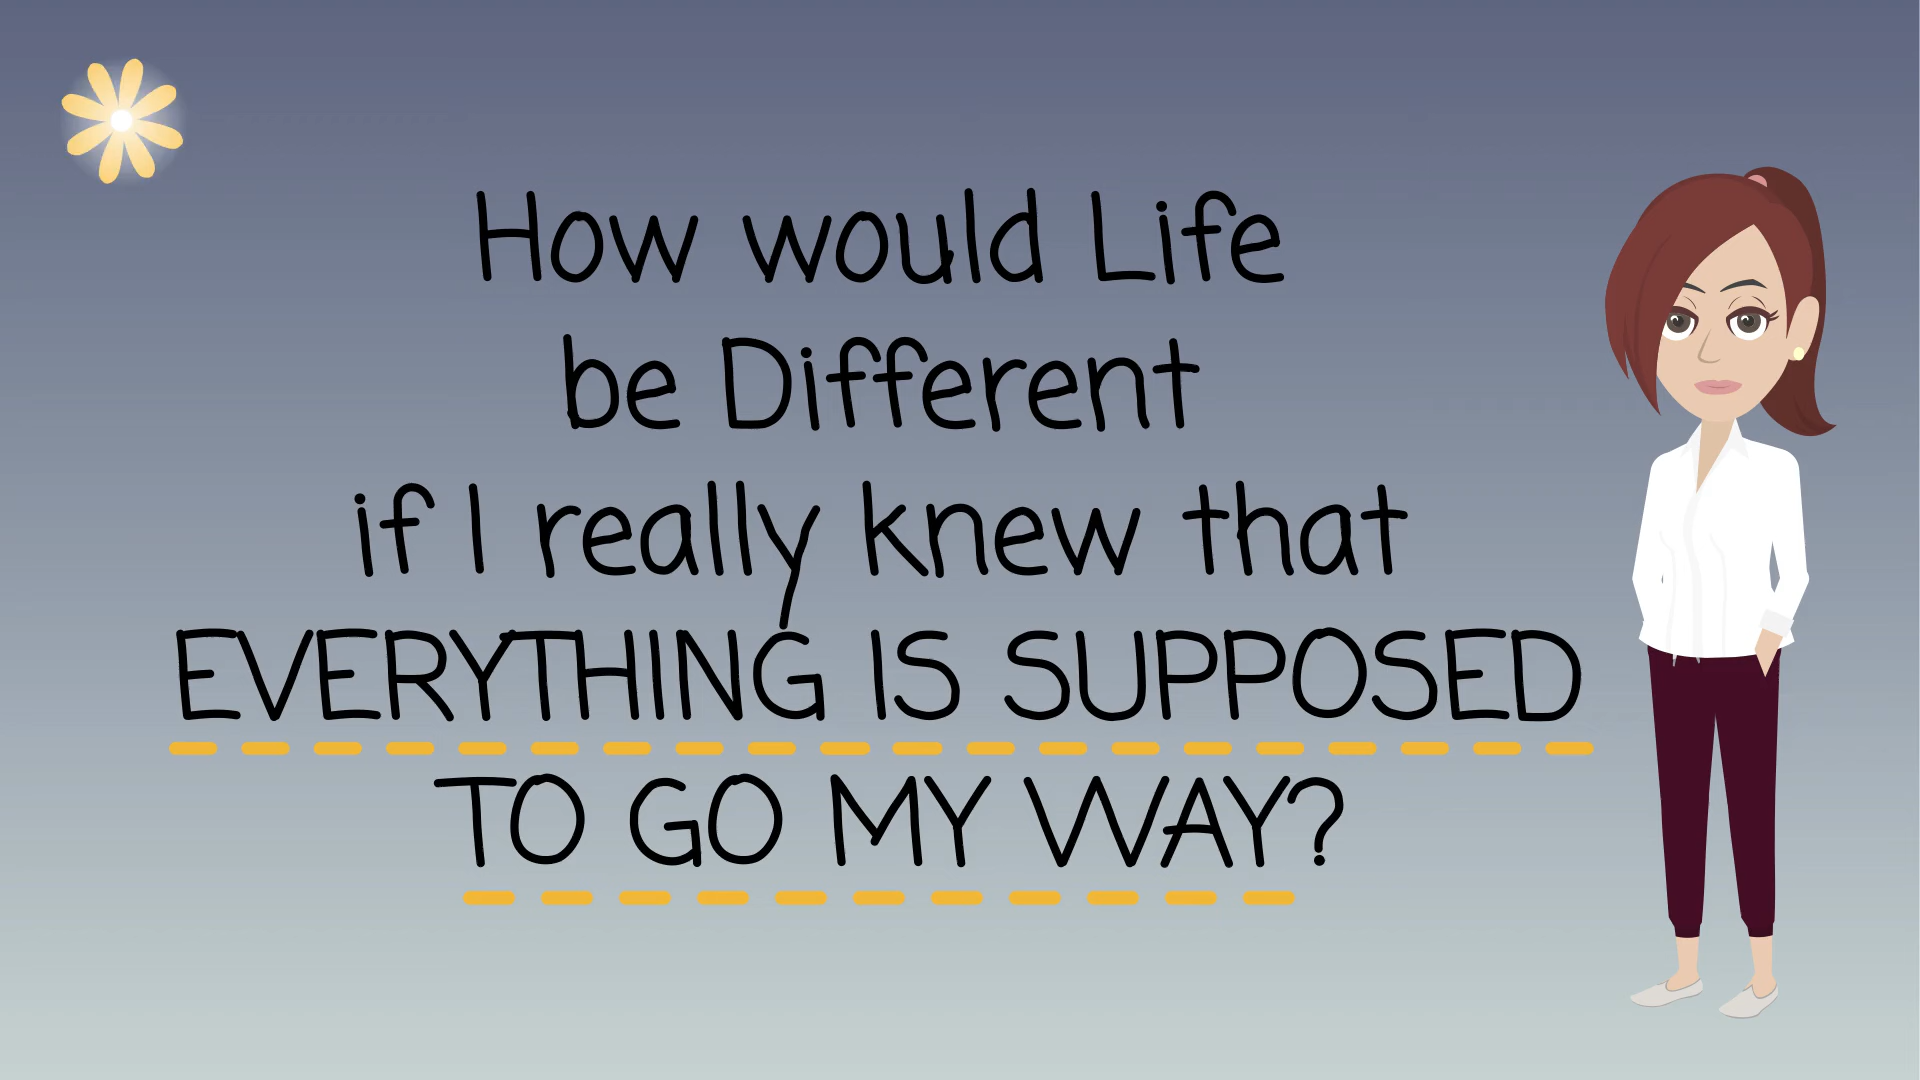 How would Life
be Different
if I really knew that
EVERYTHING IS SUPPOSED
TO GO MY WAY?